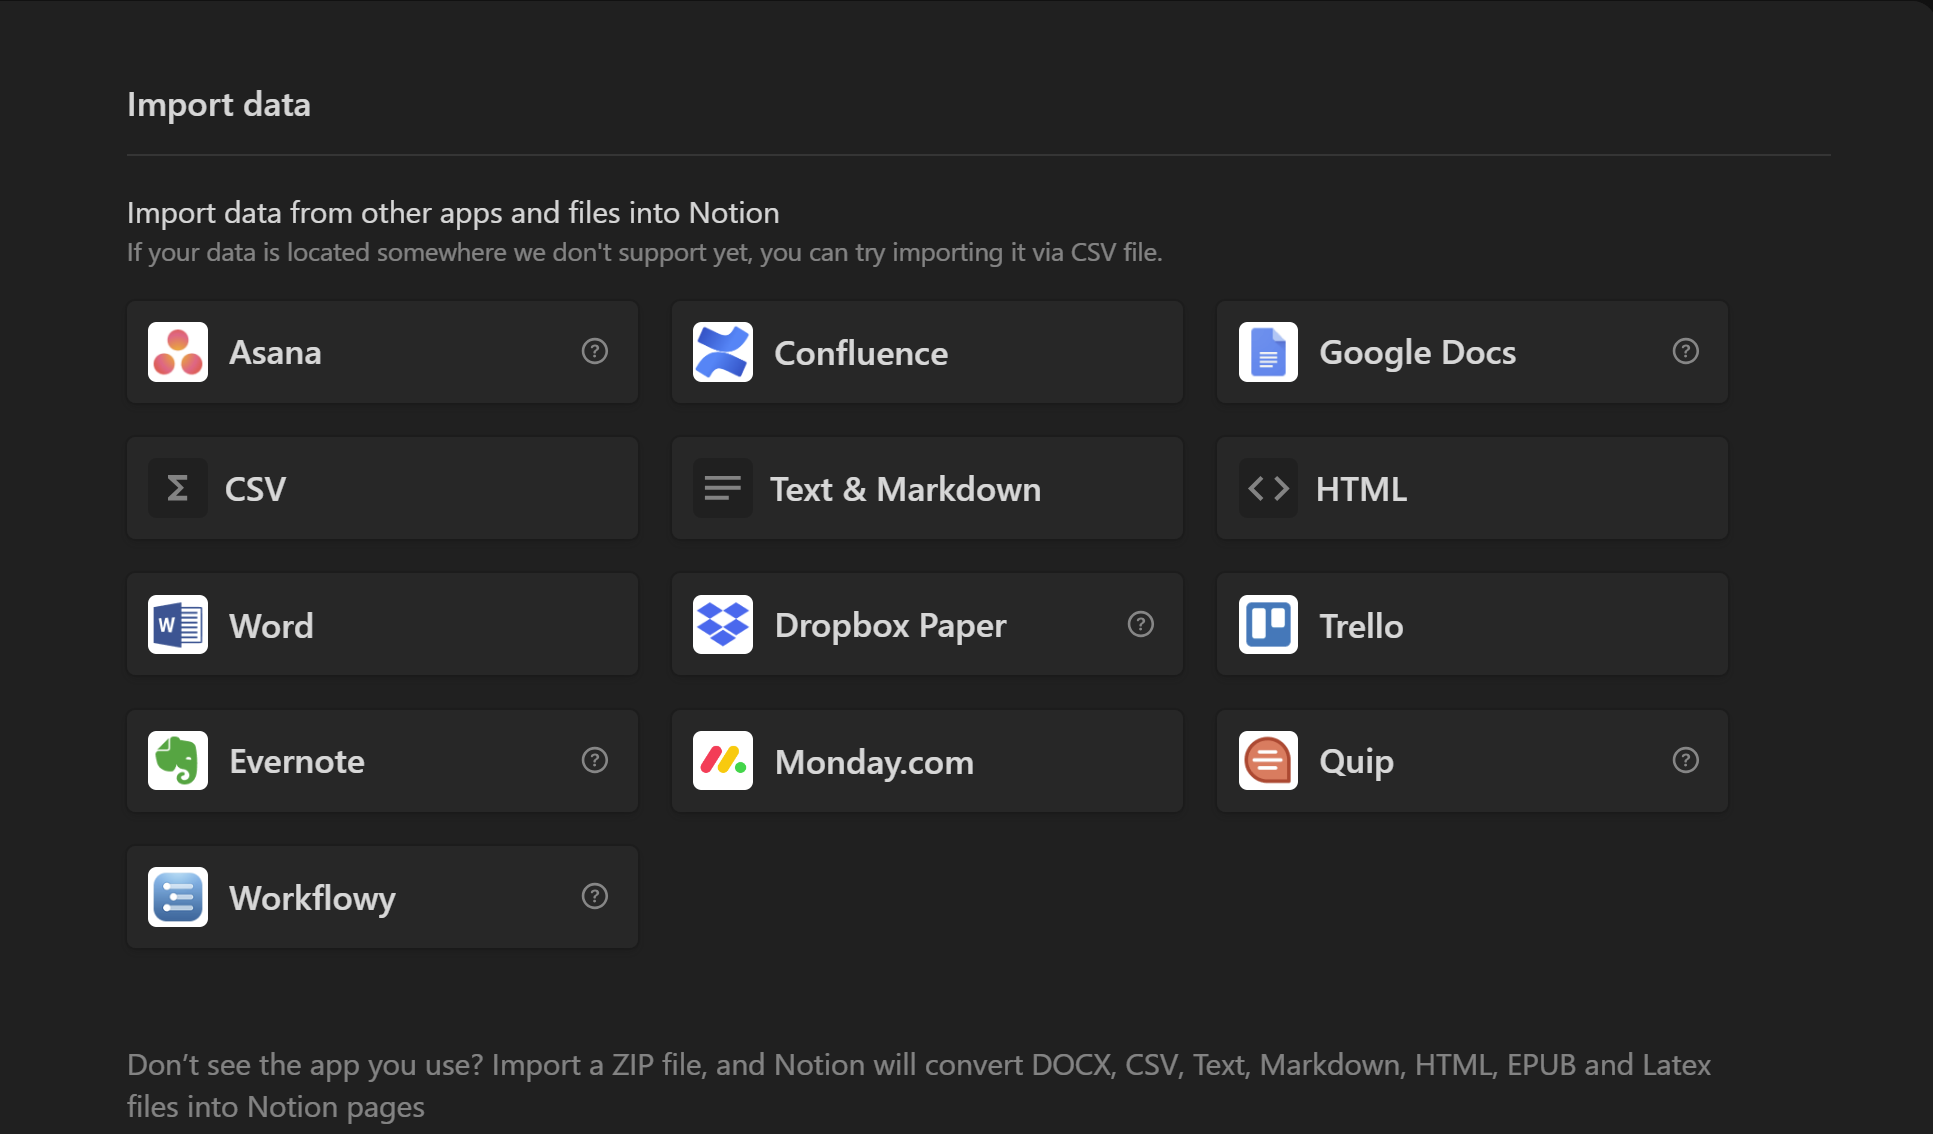 Import data
Import data from other apps and files into Notion
If your data is located somewhere we don't support yet, you can try importing it via CSV file.
Asana
Confluence
Google Docs
CSV
Text & Markdown
HTML
W Word
Dropbox Paper
Trello
Evernote
Monday.com
Quip
Workflowy
Don’t see the app you use? Import a ZIP file, and Notion will convert DOCX, CSV, Text, Markdown, HTML, EPUB and Latex
files into Notion pages